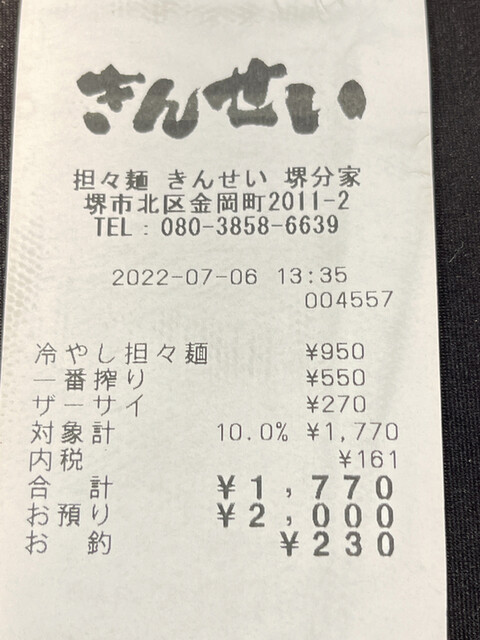 きんせい
担々麺 きんせい 堺分家
堺市北区金岡町2011-2
TEL：080-3858-6639
2022-07-06 13:35
004557
冷やし担々麺 ¥950
一番搾り ¥550
ザーサイ ¥270
対象計 10.0% ¥1,770
内税 ¥161
合 計 ¥1,770
お預り ¥2,000
お 釣 ¥230